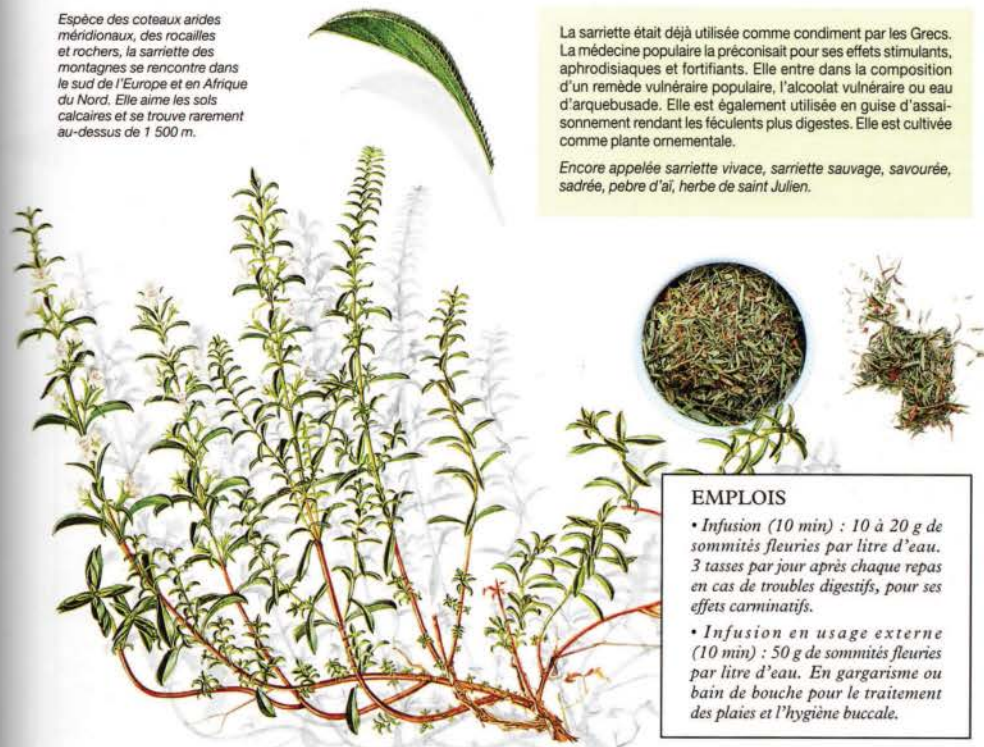 Espèce des coteaux arides
méridionaux, des rocailles
et rochers, la sarriette des
montagnes se rencontre dans
le sud de l'Europe et en Afrique
du Nord. Elle aime les sols
calcaires et se trouve rarement
au-dessus de 1 500 m.
La sarriette était déjà utilisée comme condiment par les Grecs.
La médecine populaire la préconisait pour ses effets stimulants,
aphrodisiaques et fortifiants. Elle entre dans la composition
d'un remède vulnéraire populaire, l'alcoolat vulnéraire ou eau
d'arquebusade. Elle est également utilisée en guise d'assai-
sonnement rendant les féculents plus digestes. Elle est cultivée
comme plante ornementale.
Encore appelée sarriette vivace, sarriette sauvage, savourée,
sadrée, pebre d'aï, herbe de saint Julien.
EMPLOIS
• Infusion (10 min) : 10 à 20 g de
sommités fleuries par litre d'eau.
3 tasses par jour après chaque repas
en cas de troubles digestifs, pour ses
effets carminatifs.
• Infusion en usage externe
(10 min) : 50 g de sommités fleuries
par litre d'eau. En gargarisme ou
bain de bouche pour le traitement
des plaies et l'hygiène buccale.